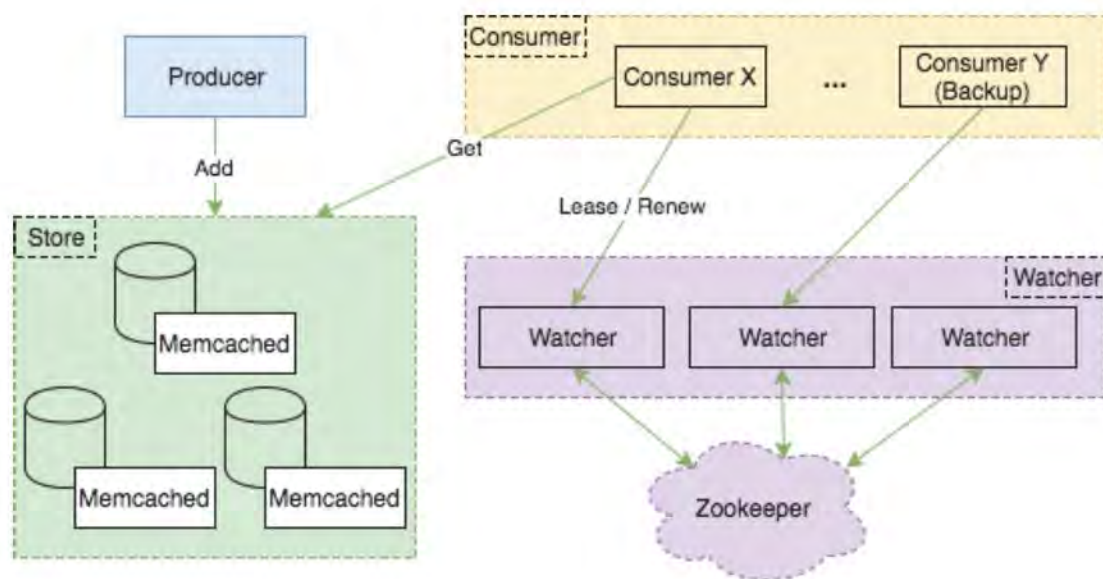 Producer
Consumer
Consumer X
...
Consumer Y
(Backup)
Add
Get
Lease / Renew
Store
Memcached
Memcached
Memcached
Watcher
Watcher
Watcher
Watcher
Zookeeper